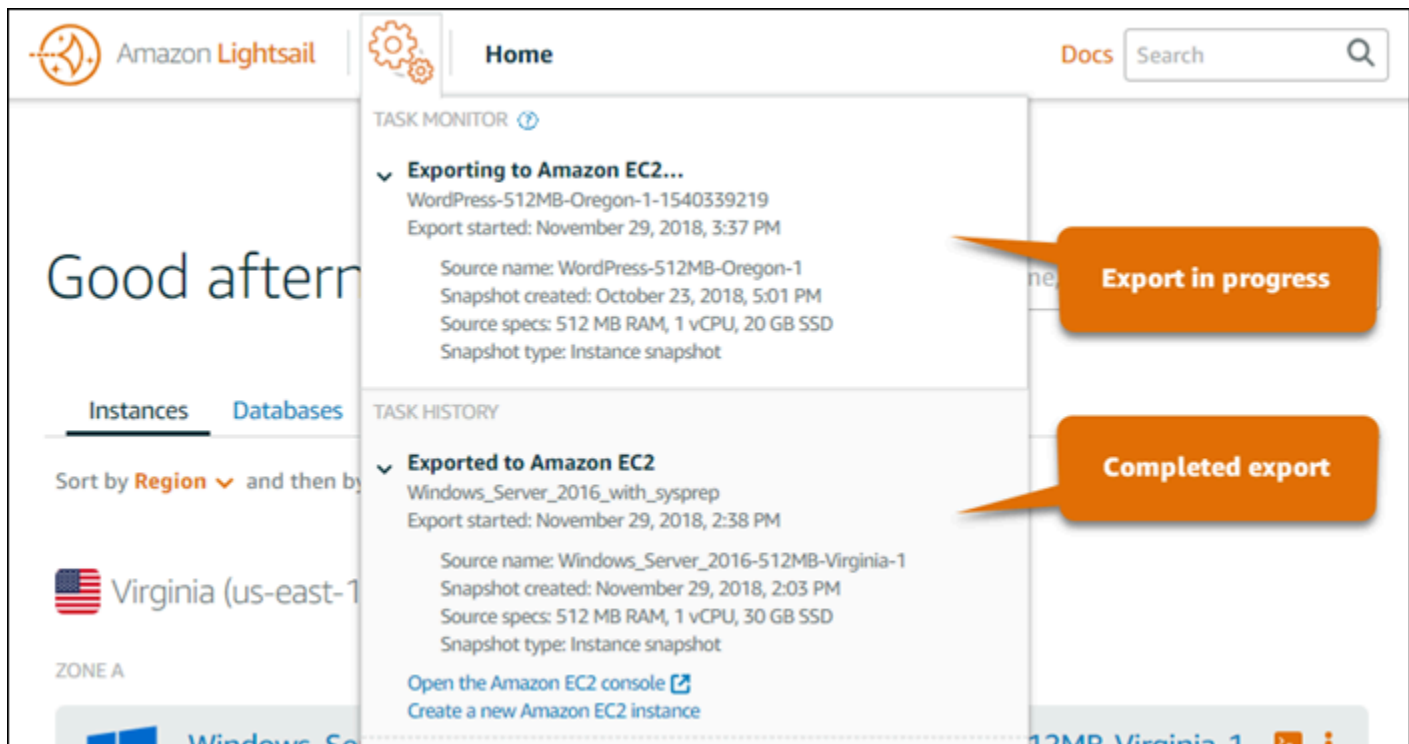 Amazon Lightsail
Home
Docs
Search
TASK MONITOR ?
Exporting to Amazon EC2...
WordPress-512MB-Oregon-1-1540339219
Export started: November 29, 2018, 3:37 PM
Source name: WordPress-512MB-Oregon-1
Snapshot created: October 23, 2018, 5:01 PM
Source specs: 512 MB RAM, 1 vCPU, 20 GB SSD
Snapshot type: Instance snapshot
Export in progress
Good aftern
ne,
Instances
Databases
TASK HISTORY
Exported to Amazon EC2
Windows_Server_2016_with_sysprep
Export started: November 29, 2018, 2:38 PM
Source name: Windows_Server_2016-512MB-Virginia-1
Snapshot created: November 29, 2018, 2:03 PM
Source specs: 512 MB RAM, 1 vCPU, 30 GB SSD
Snapshot type: Instance snapshot
Open the Amazon EC2 console
Create a new Amazon EC2 instance
Completed export
Sort by Region and then by
Virginia (us-east-1
ZONE A
Windows_Se
12MB-Virginia-1